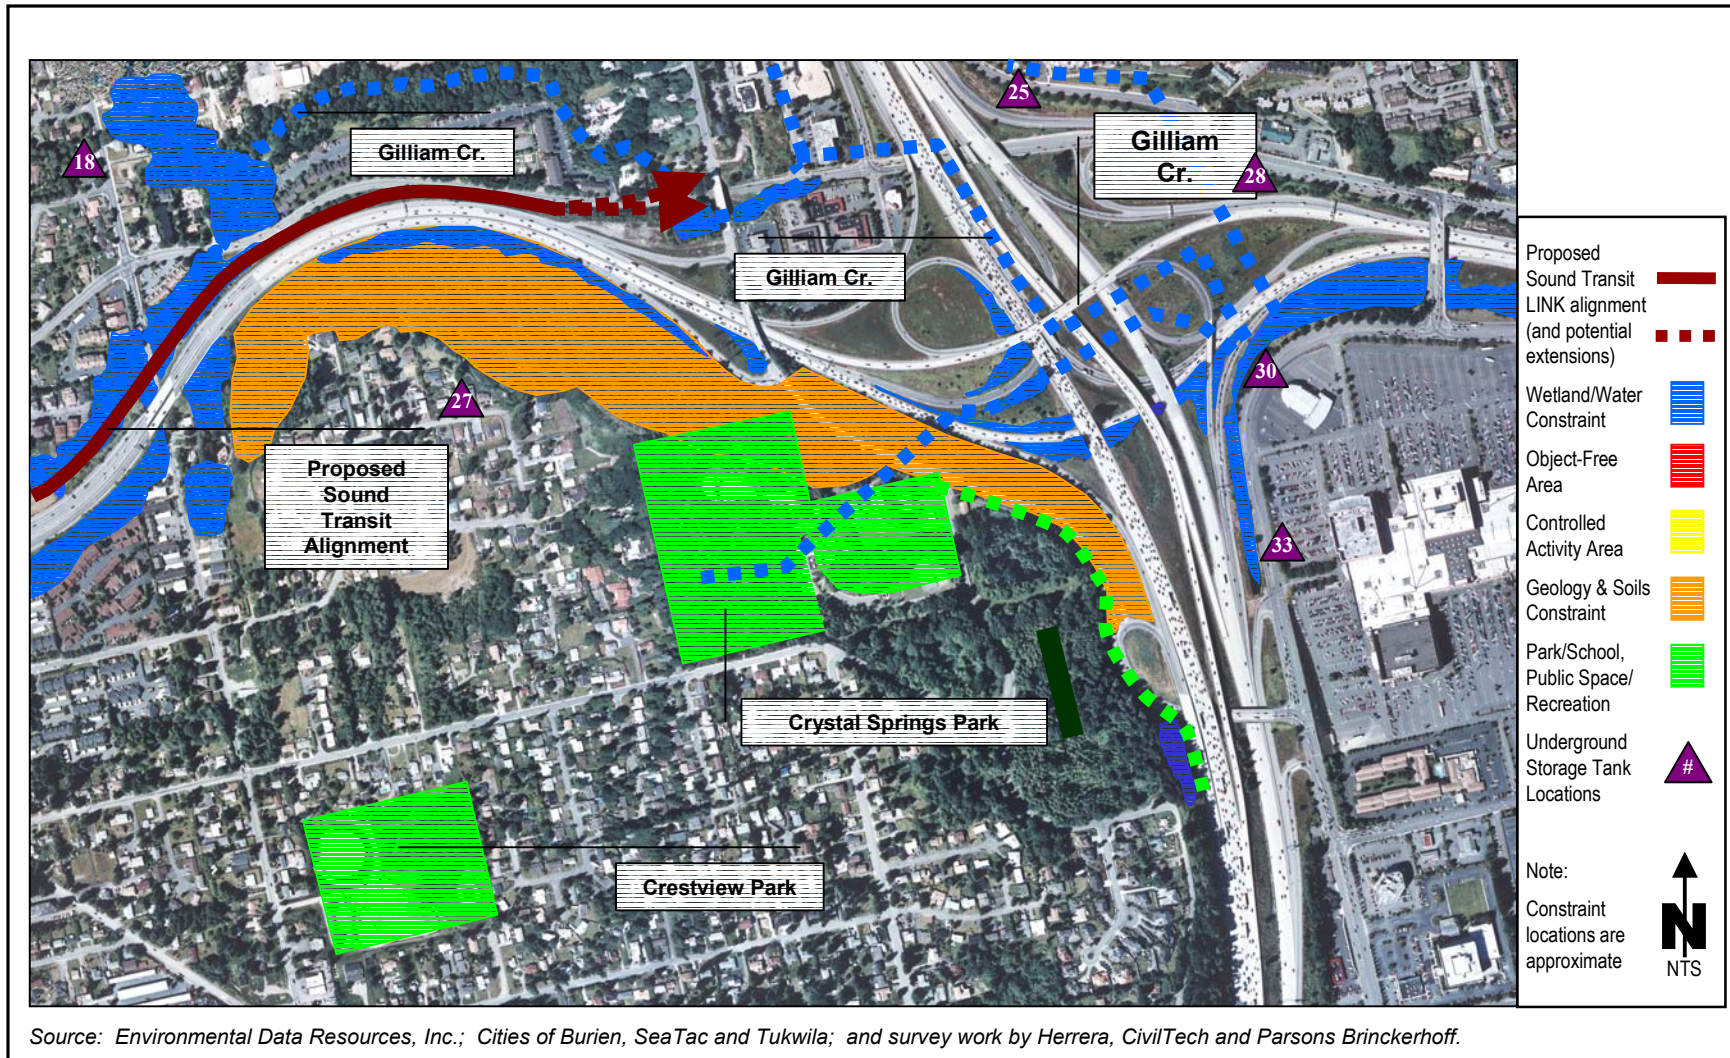 25
Gilliam
Cr.
Gilliam Cr.
18
28
Gilliam Cr.
27
30
Proposed
Sound
Transit
Alignment
33
Crystal Springs Park
Crestview Park
Proposed
Sound Transit
LINK alignment
(and potential
extensions)
Wetland/Water
Constraint
Object-Free
Area
Controlled
Activity Area
Geology & Soils
Constraint
Park/School,
Public Space/
Recreation
Underground
Storage Tank
Locations
#
Note:
Constraint
locations are
approximate
N
NTS
Source:  Environmental Data Resources, Inc.;  Cities of Burien, SeaTac and Tukwila;  and survey work by Herrera, CivilTech and Parsons Brinckerhoff.